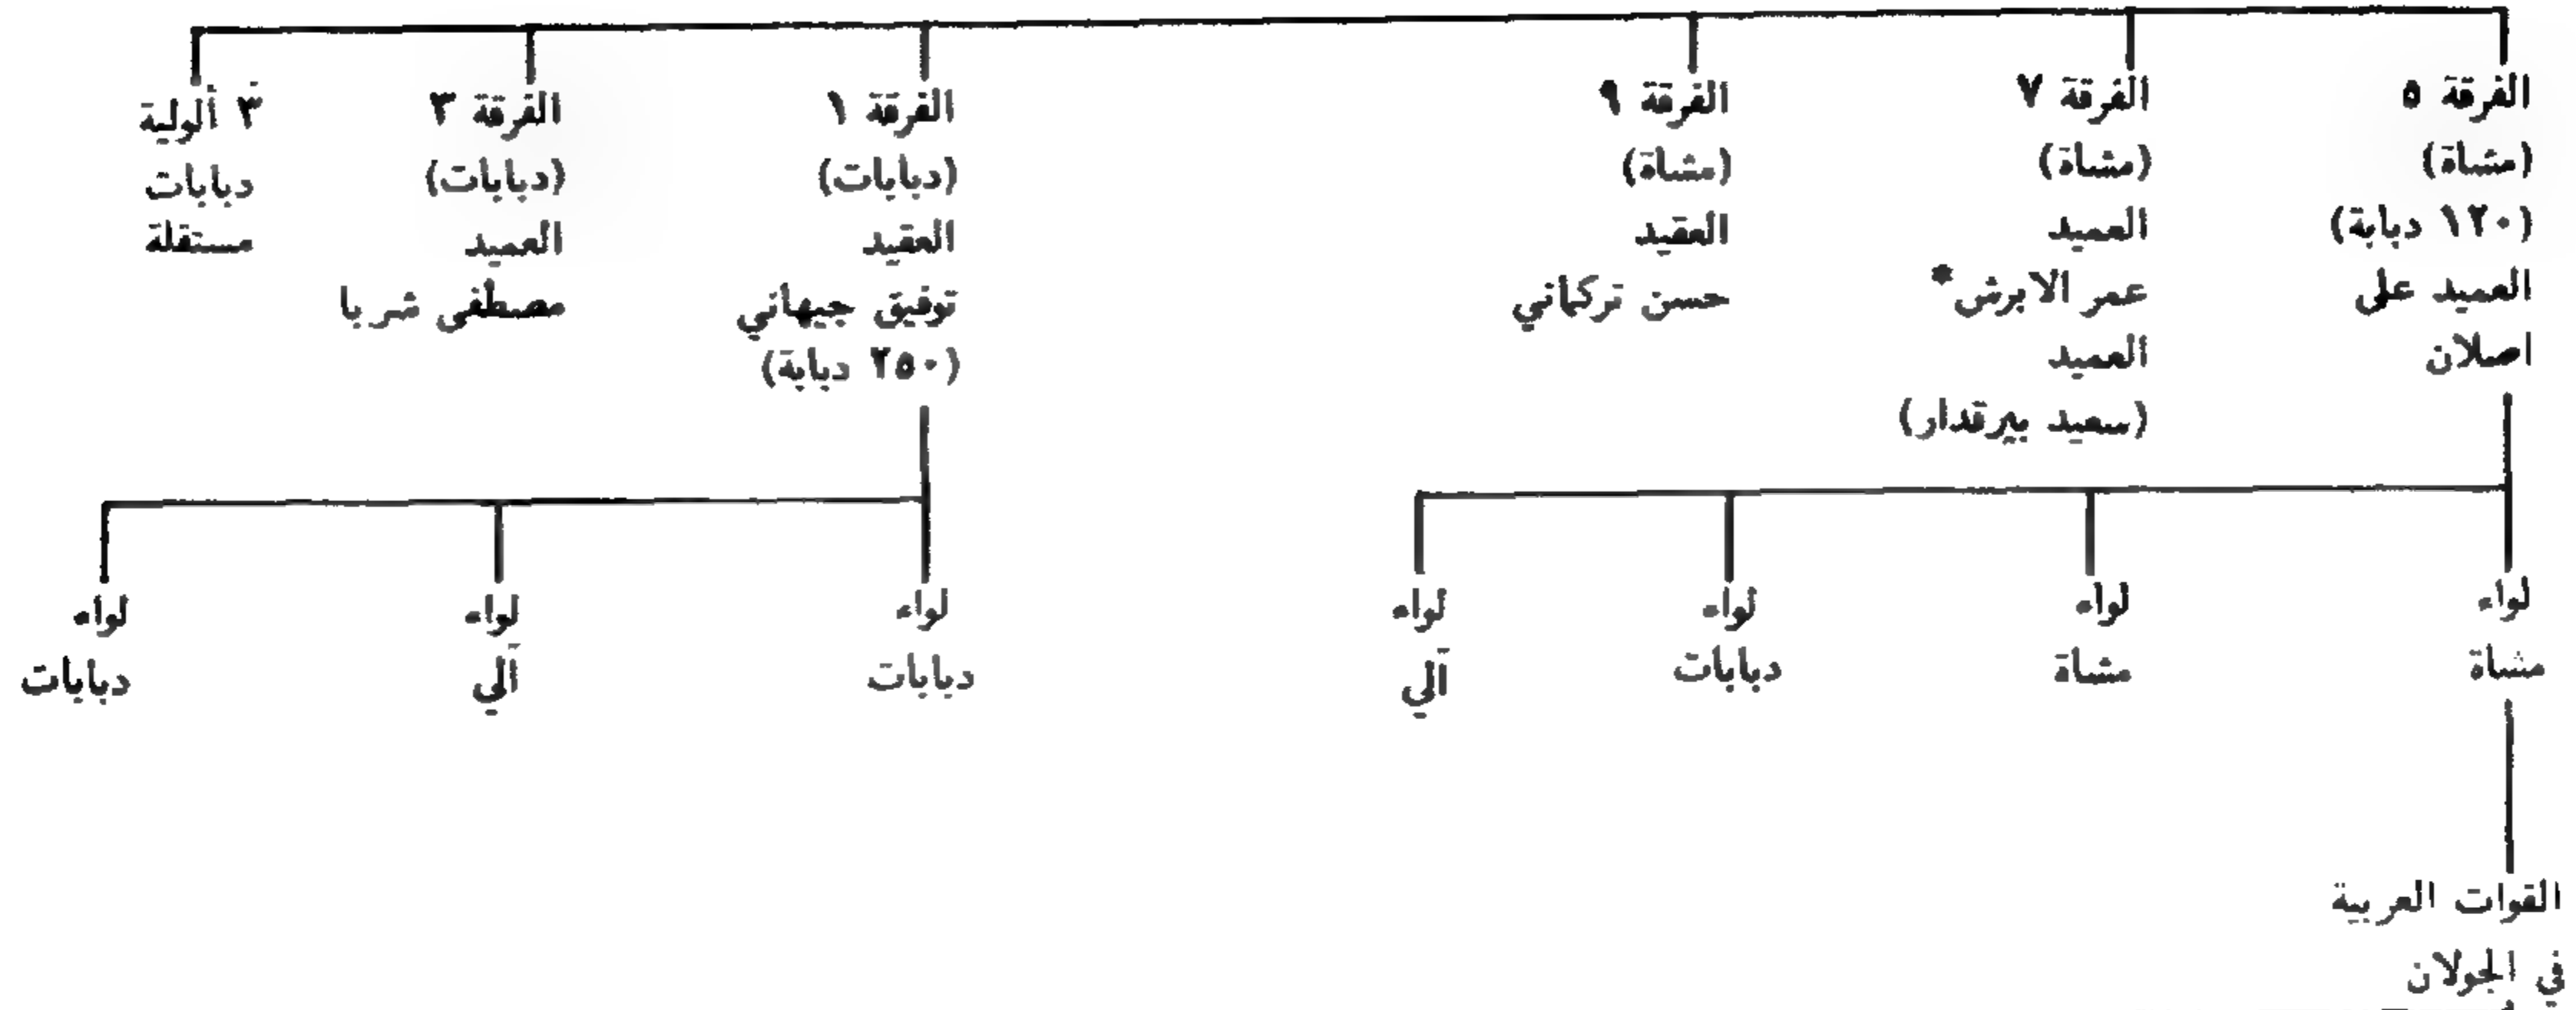 الفرقة ٥
(مشاة)
(١٢٠ دبابة)
العميد على
اصلان
الفرقة ٧
(مشاة)
العميد
عمر الابرش*
العميد
(سعيد بيرقدار)
الفرقة ٩
(مشاة)
العقيد
حسن تركماني
الفرقة ١
(دبابات)
العقيد
توفيق جيهاني
(٢٥٠ دبابة)
الفرقة ٣
(دبابات)
العميد
مصطفى شربا
٣ ألولية
دبابات
مستقلة
لواء
مشاة
لواء
مشاة
لواء
دبابات
لواء
آلي
لواء
دبابات
لواء
آلي
لواء
دبابات
القوات العربية
في الجولان